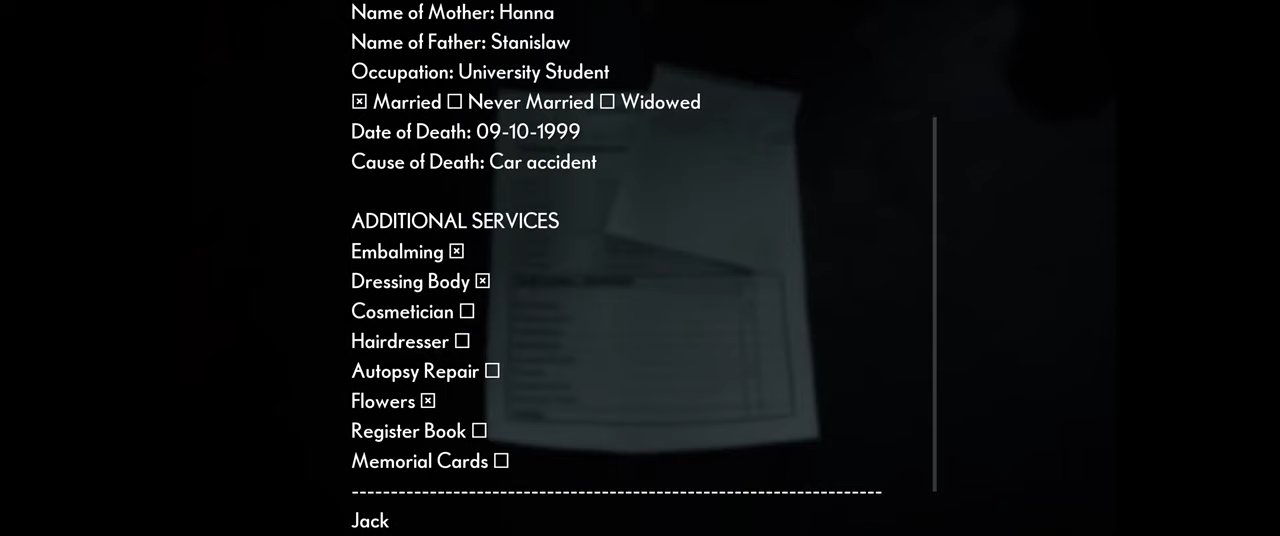 Name of Mother: Hanna
Name of Father: Stanislaw
Occupation: University Student
☒ Married ☐ Never Married ☐ Widowed
Date of Death: 09-10-1999
Cause of Death: Car accident
ADDITIONAL SERVICES
Embalming ☒
Dressing Body ☒
Cosmetician ☐
Hairdresser ☐
Autopsy Repair ☐
Flowers ☒
Register Book ☐
Memorial Cards ☐
--------------------------------------------------------------------
Jack